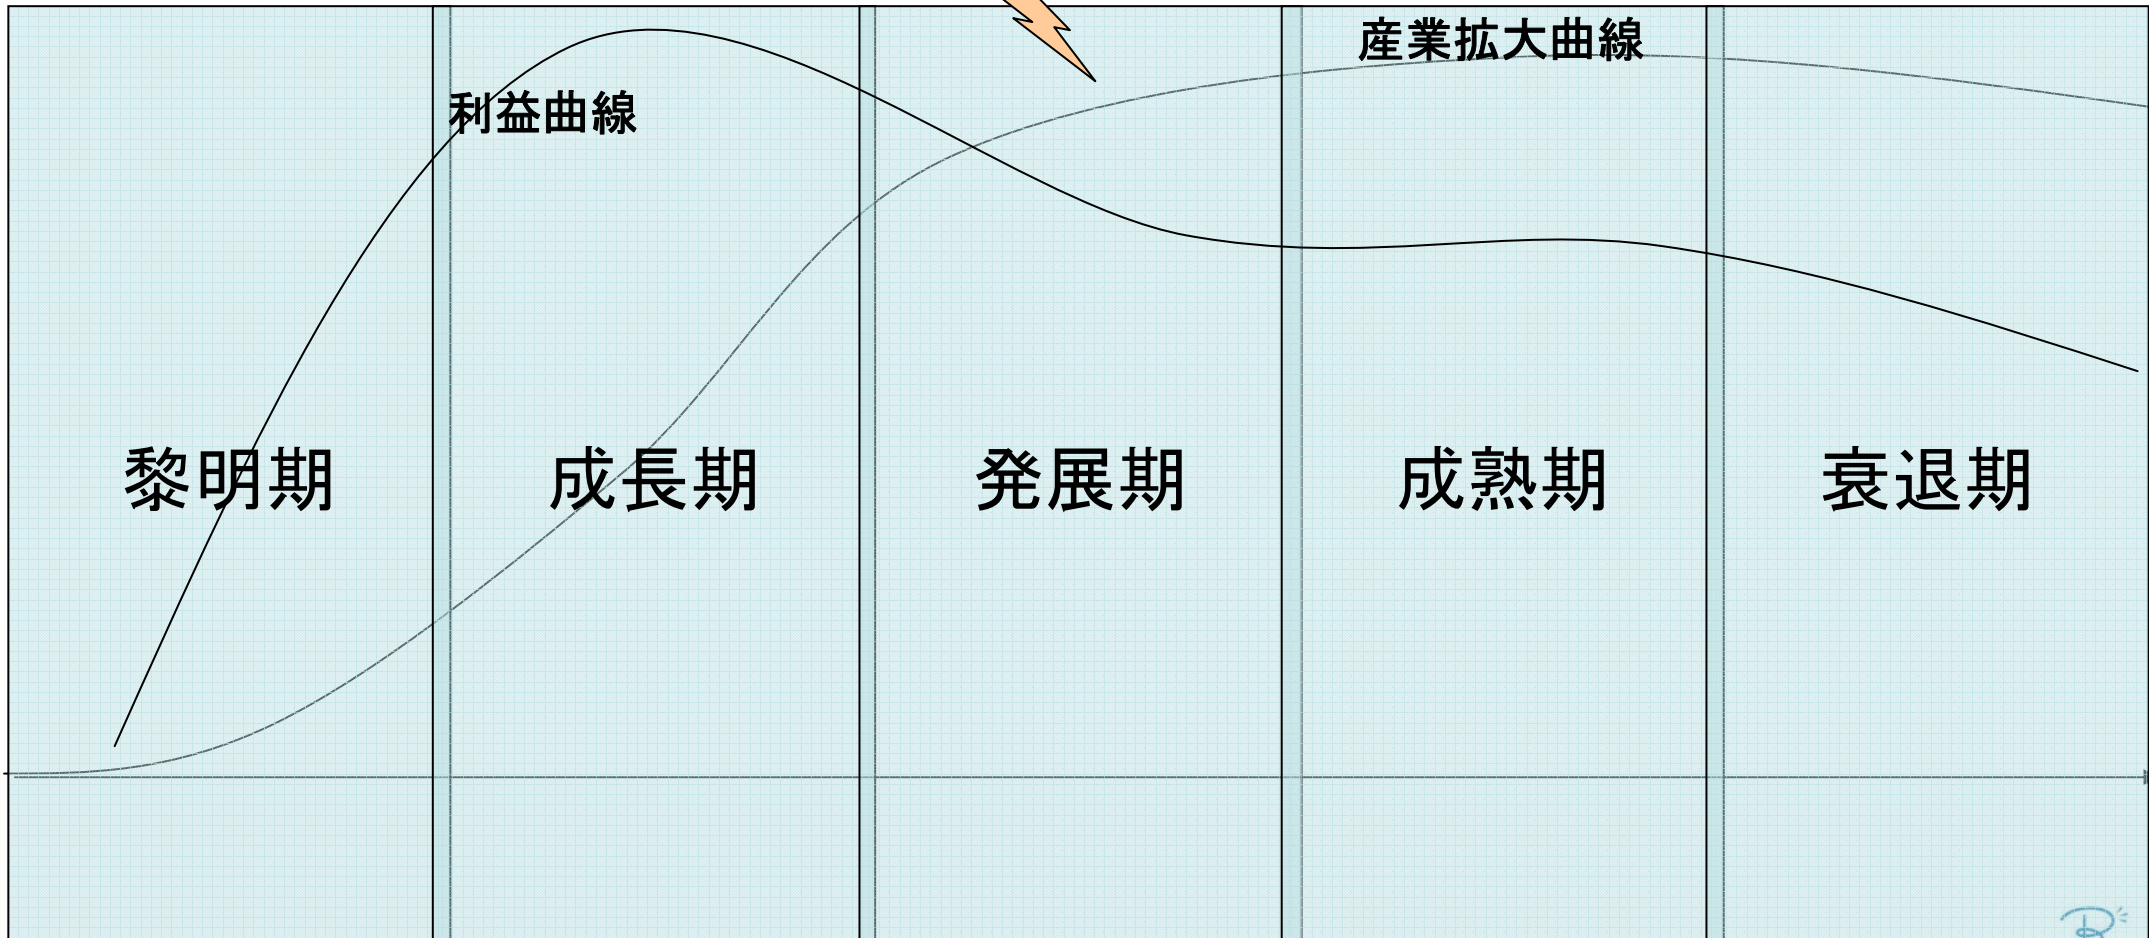 産業拡大曲線
利益曲線
黎明期
成長期
発展期
成熟期
衰退期